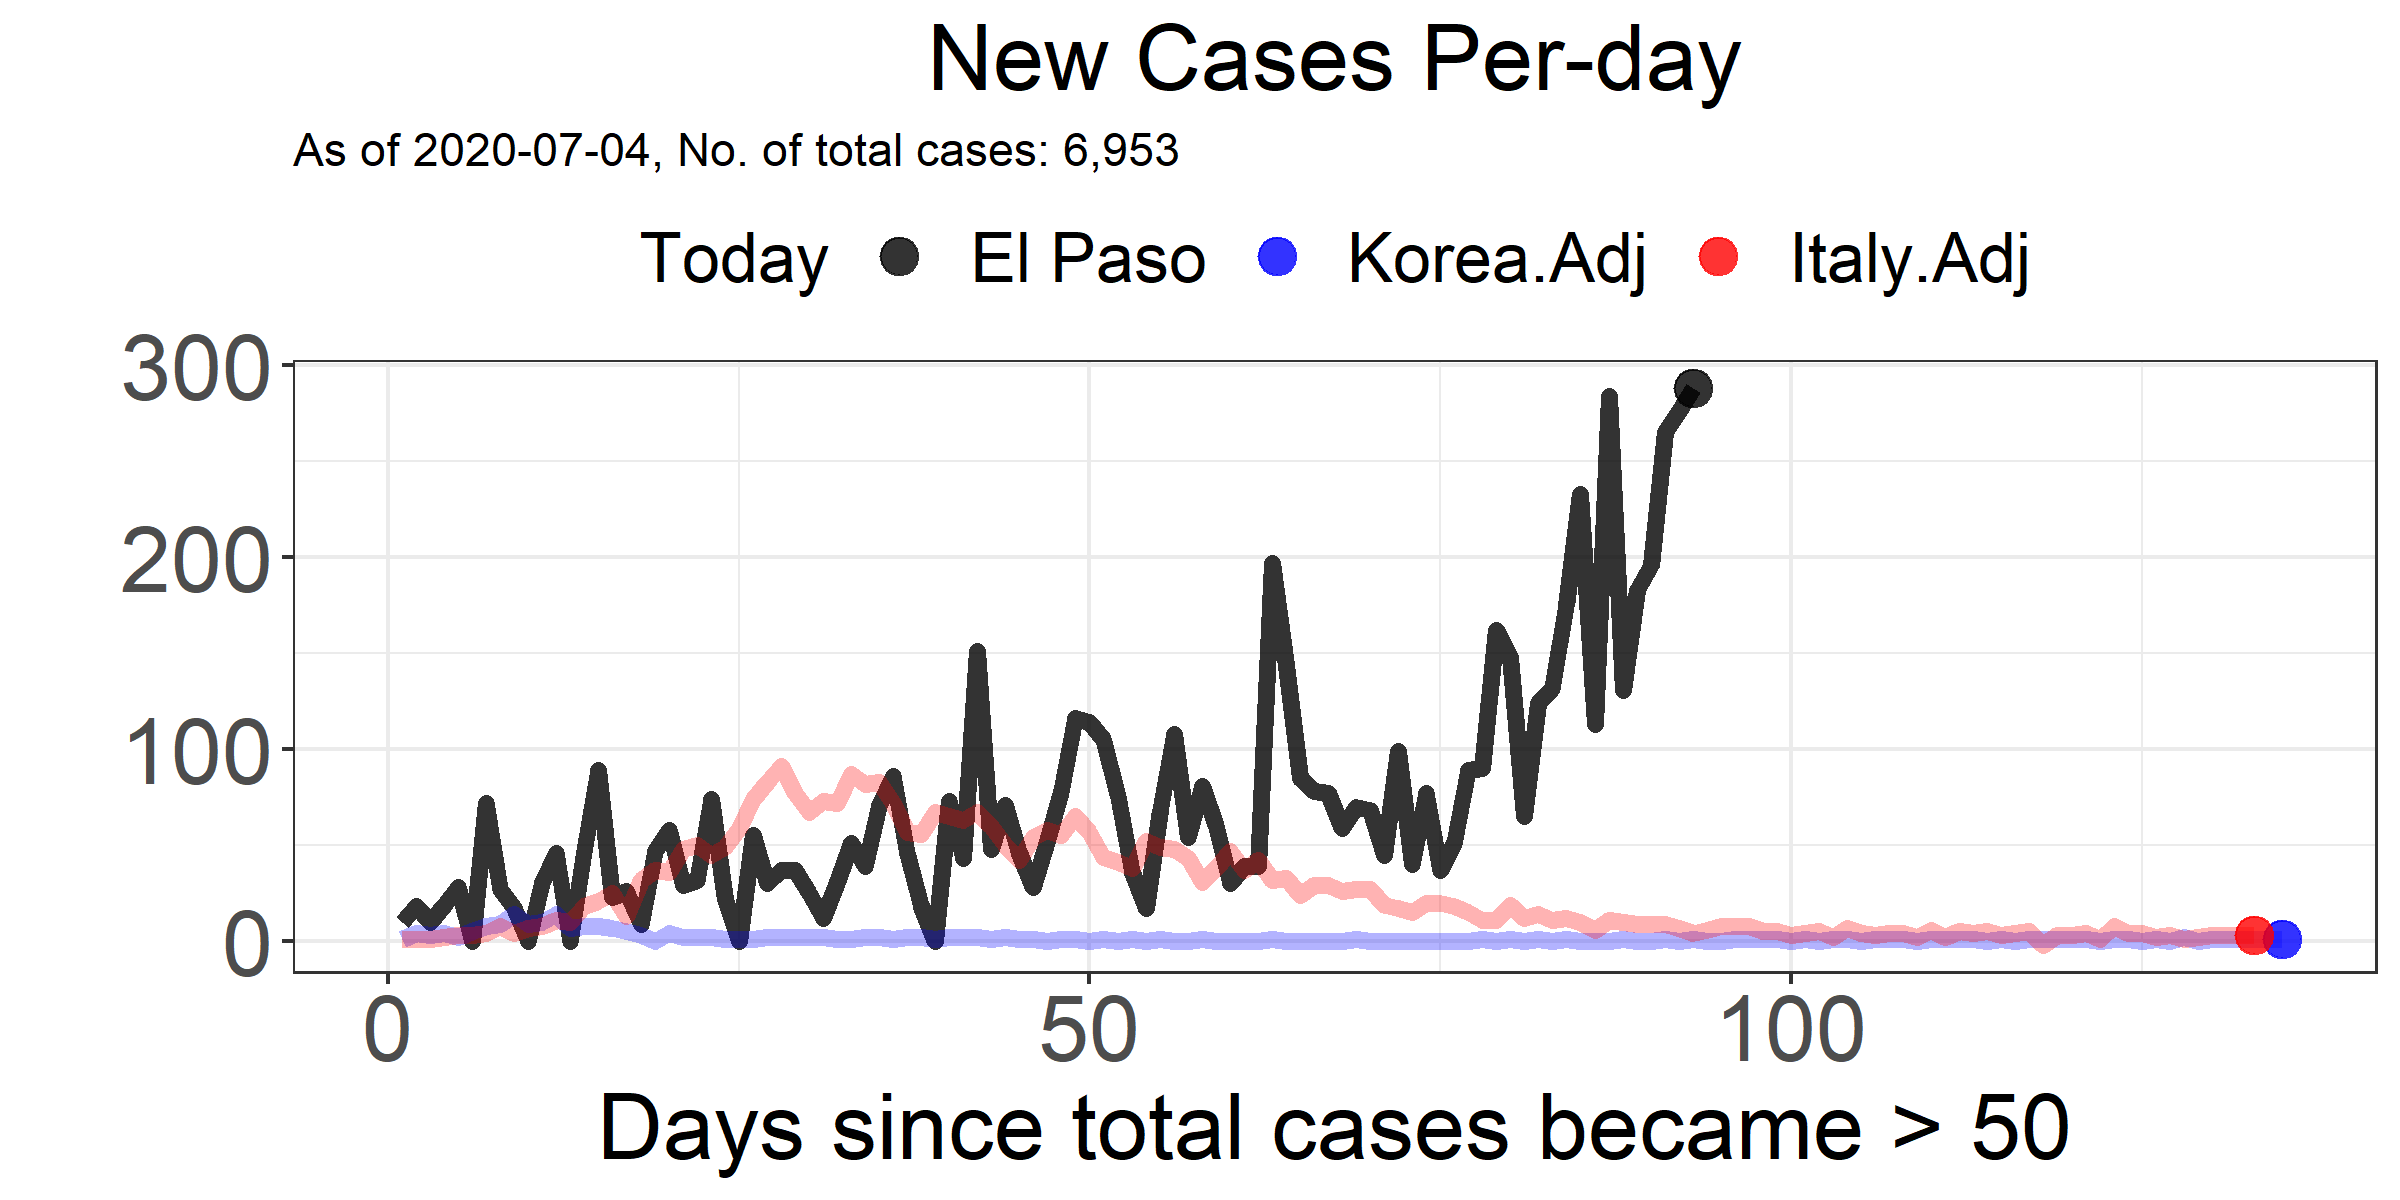 New Cases Per-day
As of 2020-07-04, No. of total cases: 6,953
Today El Paso Korea.Adj Italy.Adj
300
200
100
0
0 50 100
Days since total cases became > 50